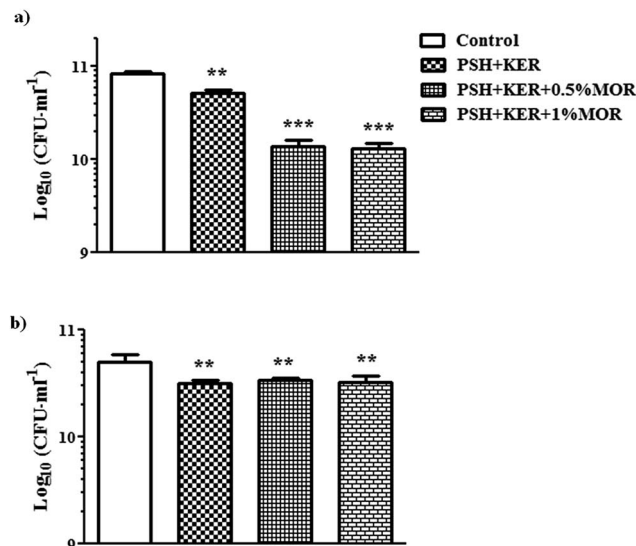 a)
Control
PSH+KER
PSH+KER+0.5%MOR
PSH+KER+1%MOR
Log10 (CFU·ml-1)
11
10
9
**
***
***
b)
Log10 (CFU·ml-1)
11
10
9
**
**
**